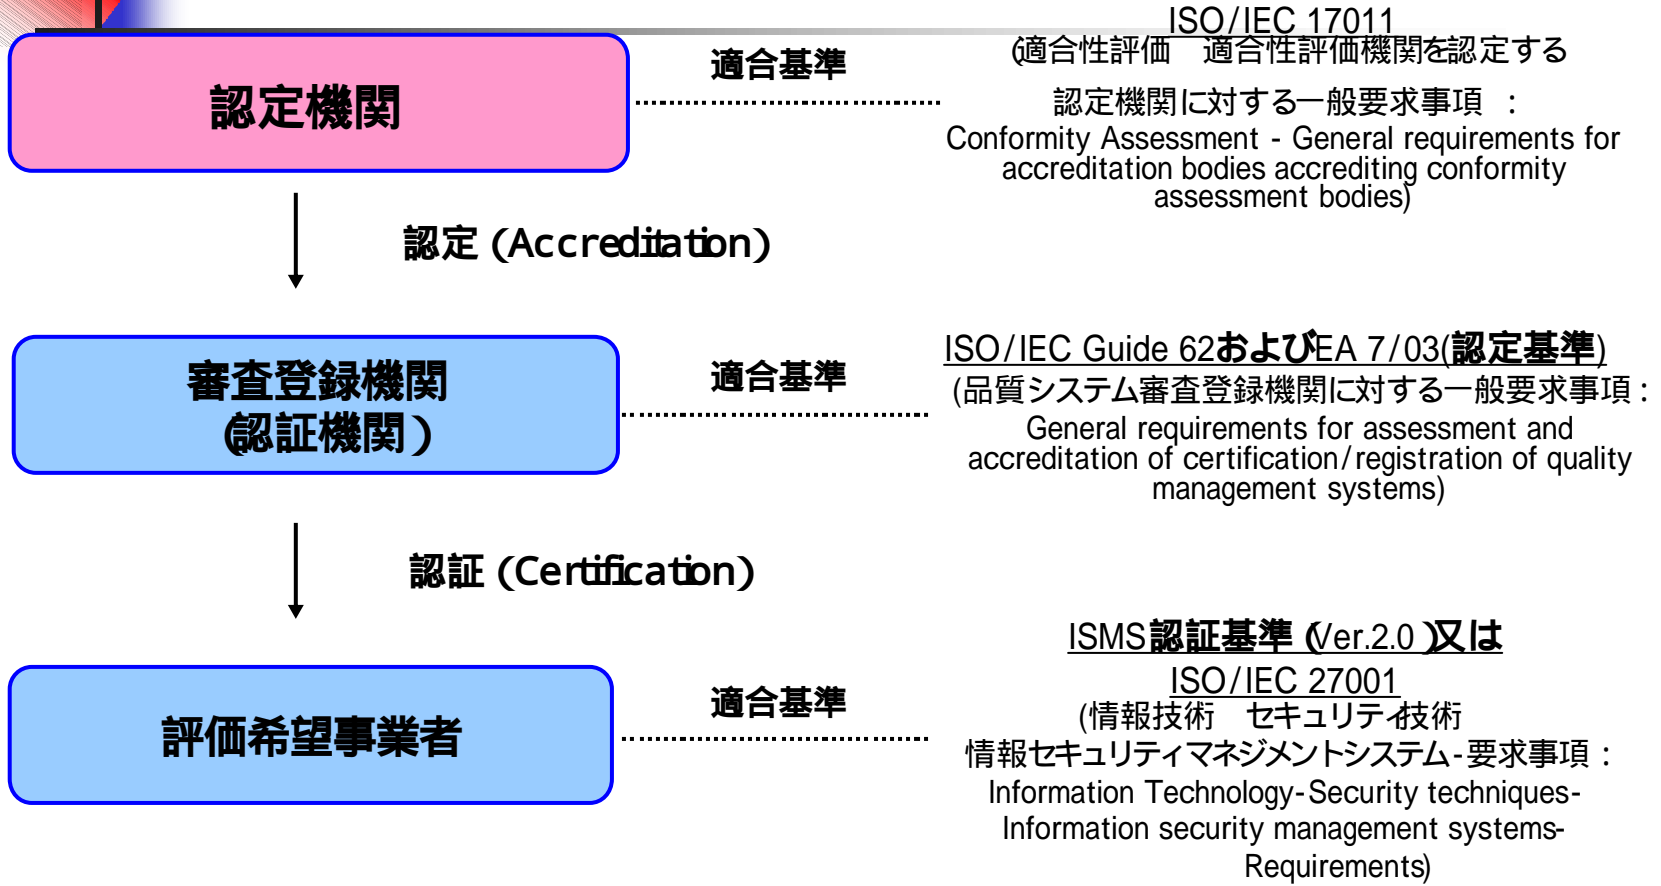 ISO/IEC 17011
(適合性評価　適合性評価機関を認定する
認定機関に対する一般要求事項 :
Conformity Assessment - General requirements for
accreditation bodies accrediting conformity
assessment bodies)
適合基準
認定機関
認定 (Accreditation)
ISO/IEC Guide 62およびEA 7/03(認定基準)
(品質システム審査登録機関に対する一般要求事項 :
General requirements for assessment and
accreditation of certification/registration of quality
management systems)
適合基準
審査登録機関
(認証機関)
認証 (Certification)
ISMS認証基準 (Ver.2.0 )又は
ISO/IEC 27001
(情報技術　セキュリティ技術
情報セキュリティマネジメントシステム-要求事項 :
Information Technology-Security techniques-
Information security management systems-
Requirements)
適合基準
評価希望事業者